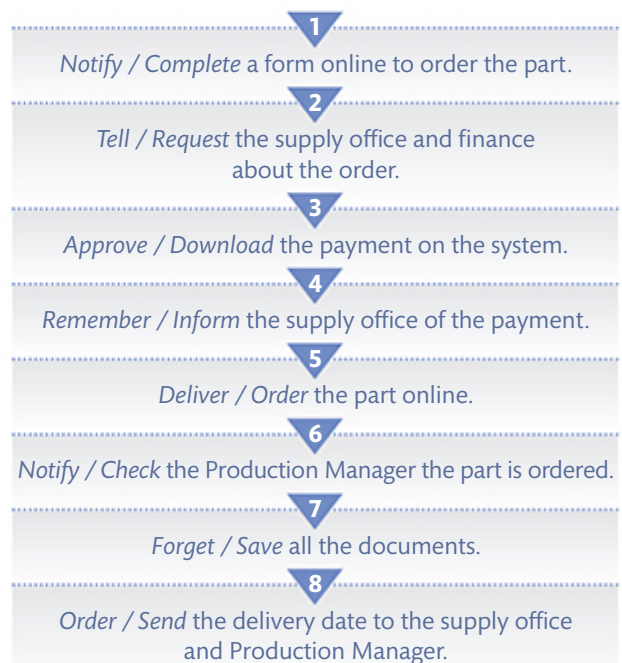 1
Notify / Complete a form online to order the part.
2
Tell / Request the supply office and finance
about the order.
3
Approve / Download the payment on the system.
4
Remember / Inform the supply office of the payment.
5
Deliver / Order the part online.
6
Notify / Check the Production Manager the part is ordered.
7
Forget / Save all the documents.
8
Order / Send the delivery date to the supply office
and Production Manager.